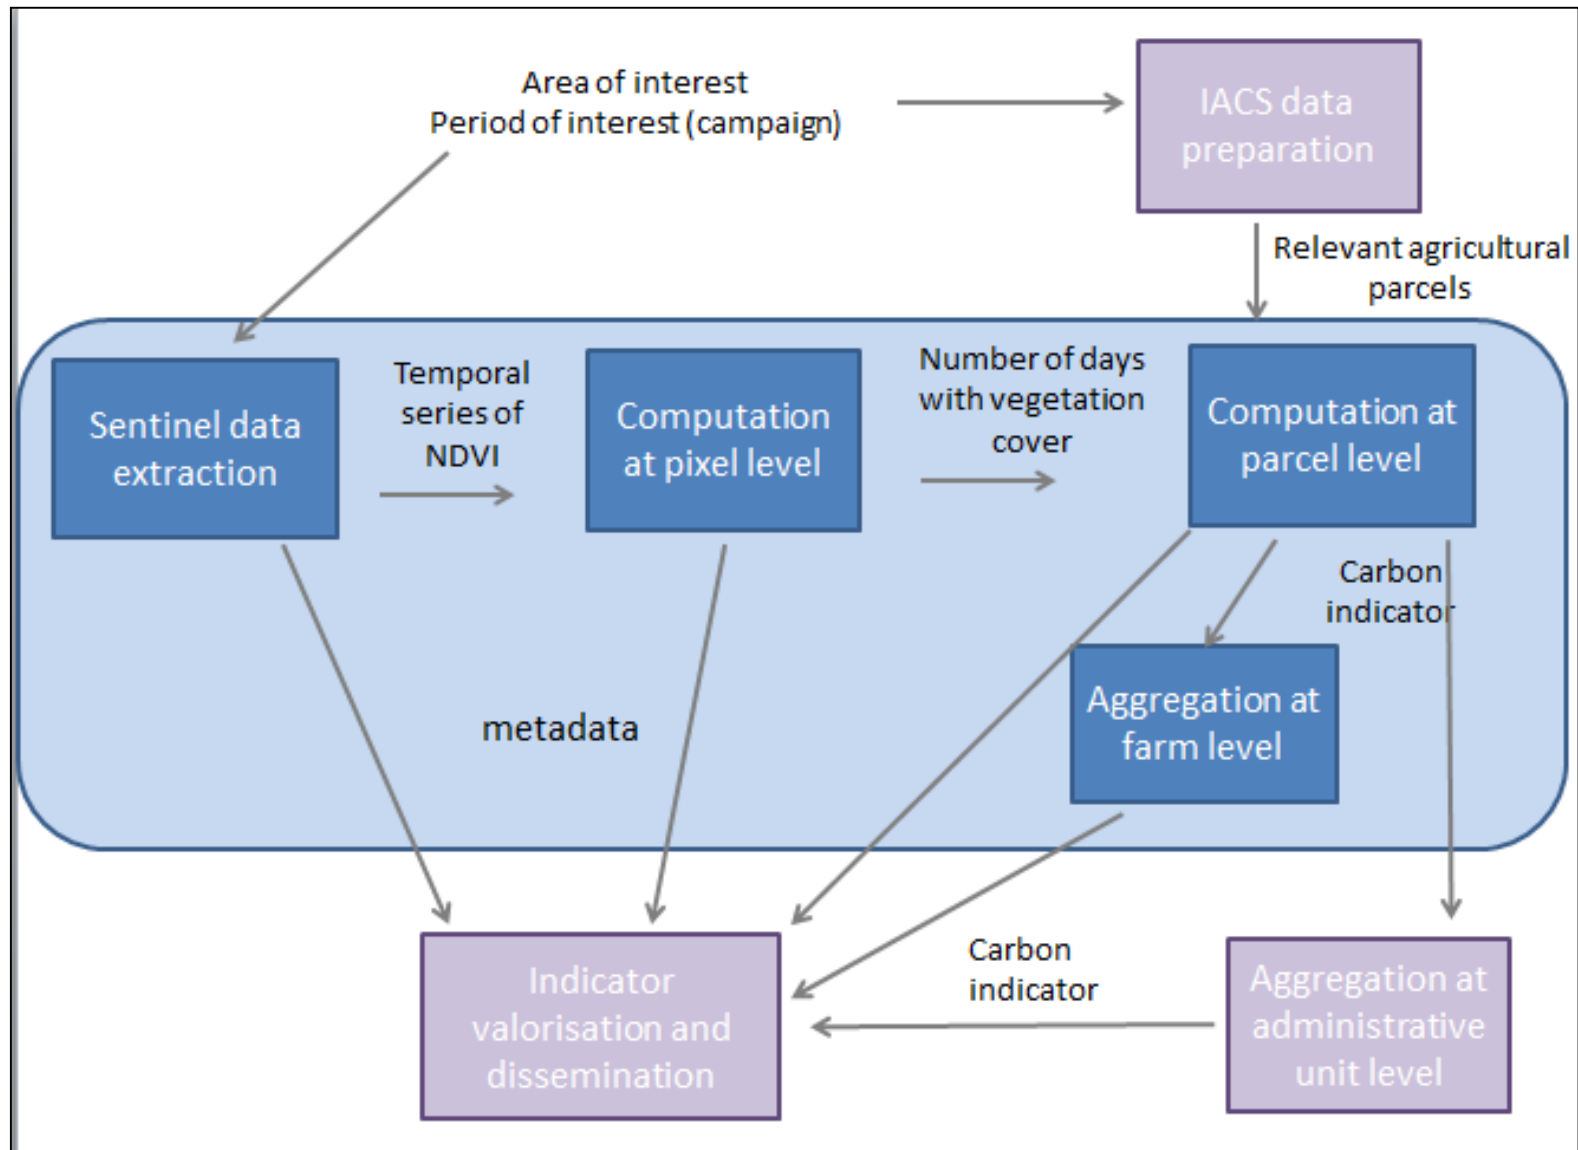 Area of interest
Period of interest (campaign)
IACS data
preparation
Relevant agricultural
parcels
Sentinel data
extraction
Temporal
series of
NDVI
Computation
at pixel level
Number of days
with vegetation
cover
Computation at
parcel level
Carbon
indicator
Aggregation at
farm level
metadata
Indicator
valorisation and
dissemination
Carbon
indicator
Aggregation at
administrative
unit level